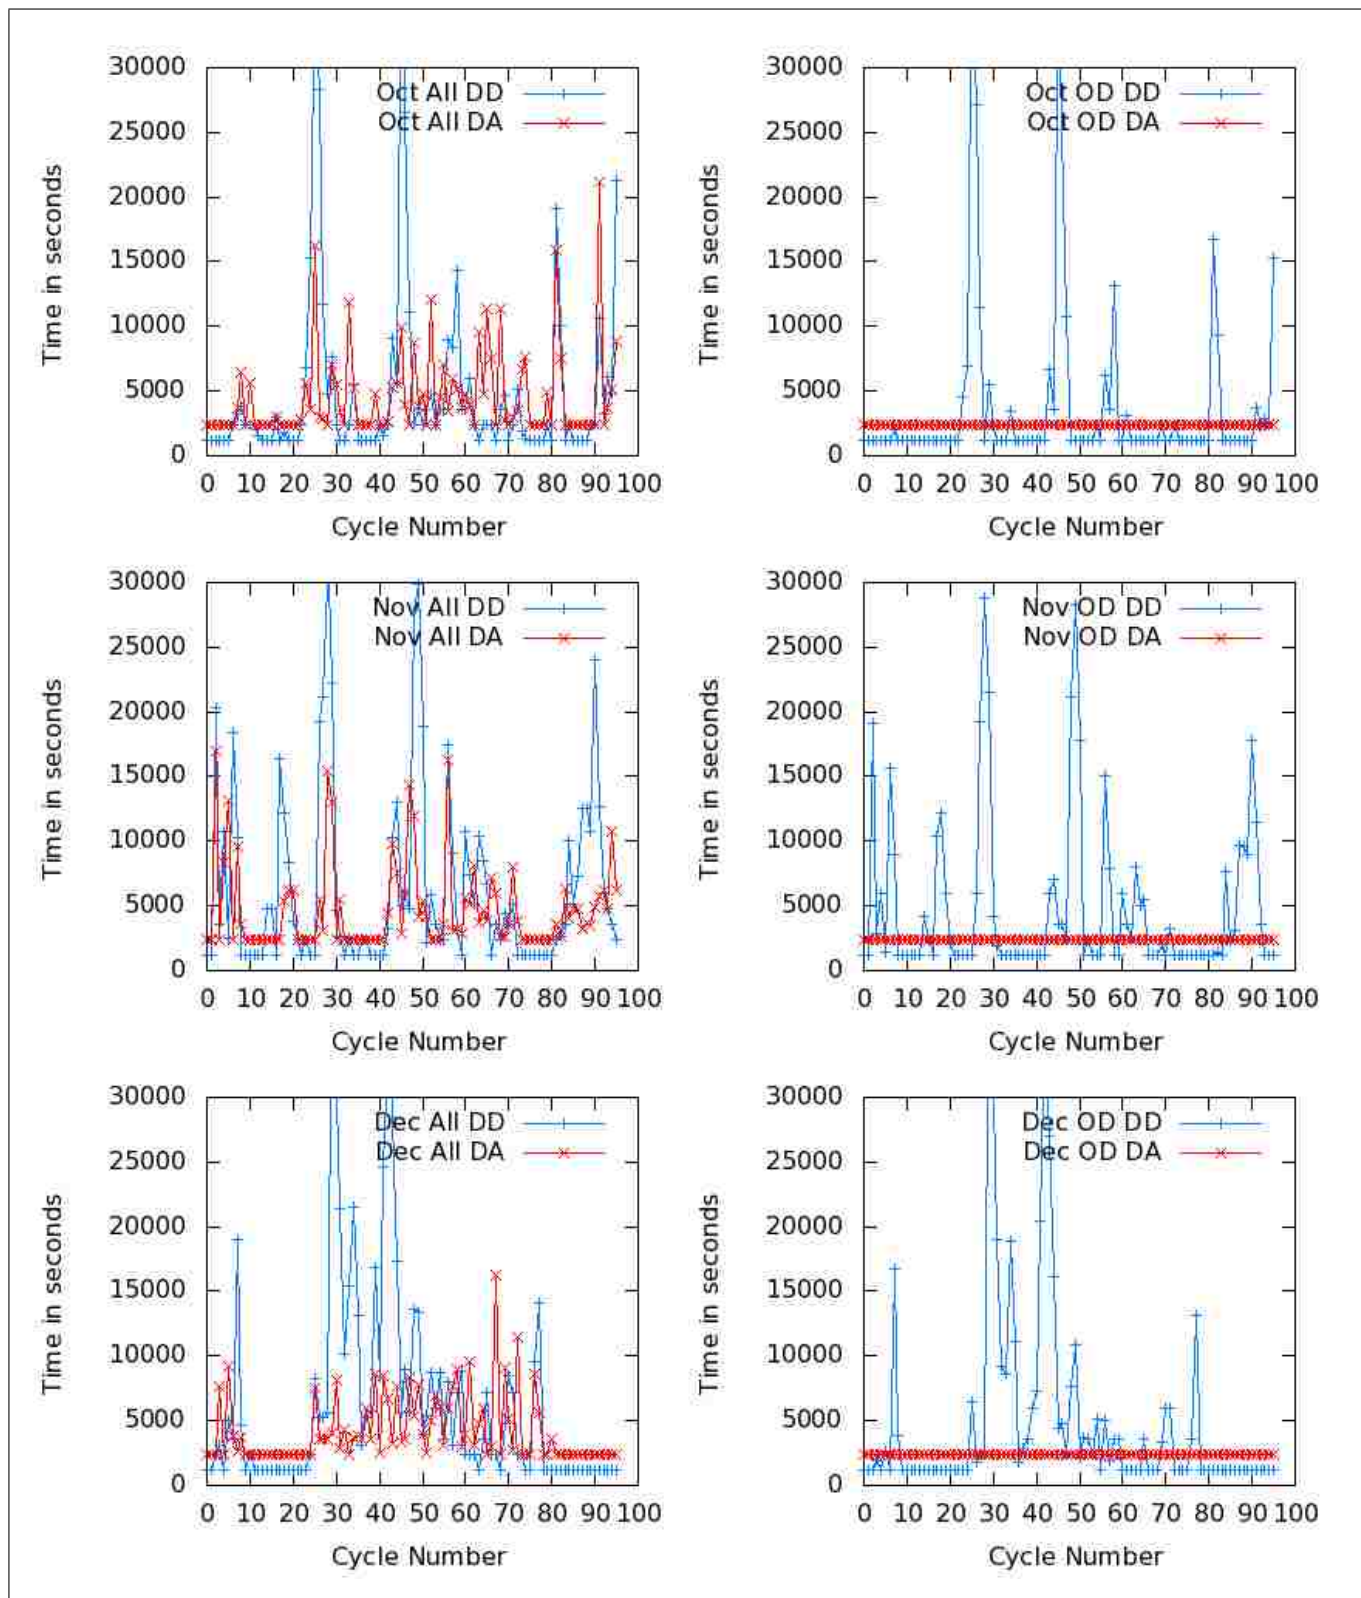 30000
25000
20000
15000
10000
5000
0
Time in seconds
Oct All DD
Oct All DA
0 10 20 30 40 50 60 70 80 90 100
Cycle Number
30000
25000
20000
15000
10000
5000
0
Time in seconds
Oct OD DD
Oct OD DA
0 10 20 30 40 50 60 70 80 90 100
Cycle Number
30000
25000
20000
15000
10000
5000
0
Time in seconds
Nov All DD
Nov All DA
0 10 20 30 40 50 60 70 80 90 100
Cycle Number
30000
25000
20000
15000
10000
5000
0
Time in seconds
Nov OD DD
Nov OD DA
0 10 20 30 40 50 60 70 80 90 100
Cycle Number
30000
25000
20000
15000
10000
5000
0
Time in seconds
Dec All DD
Dec All DA
0 10 20 30 40 50 60 70 80 90 100
Cycle Number
30000
25000
20000
15000
10000
5000
0
Time in seconds
Dec OD DD
Dec OD DA
0 10 20 30 40 50 60 70 80 90 100
Cycle Number